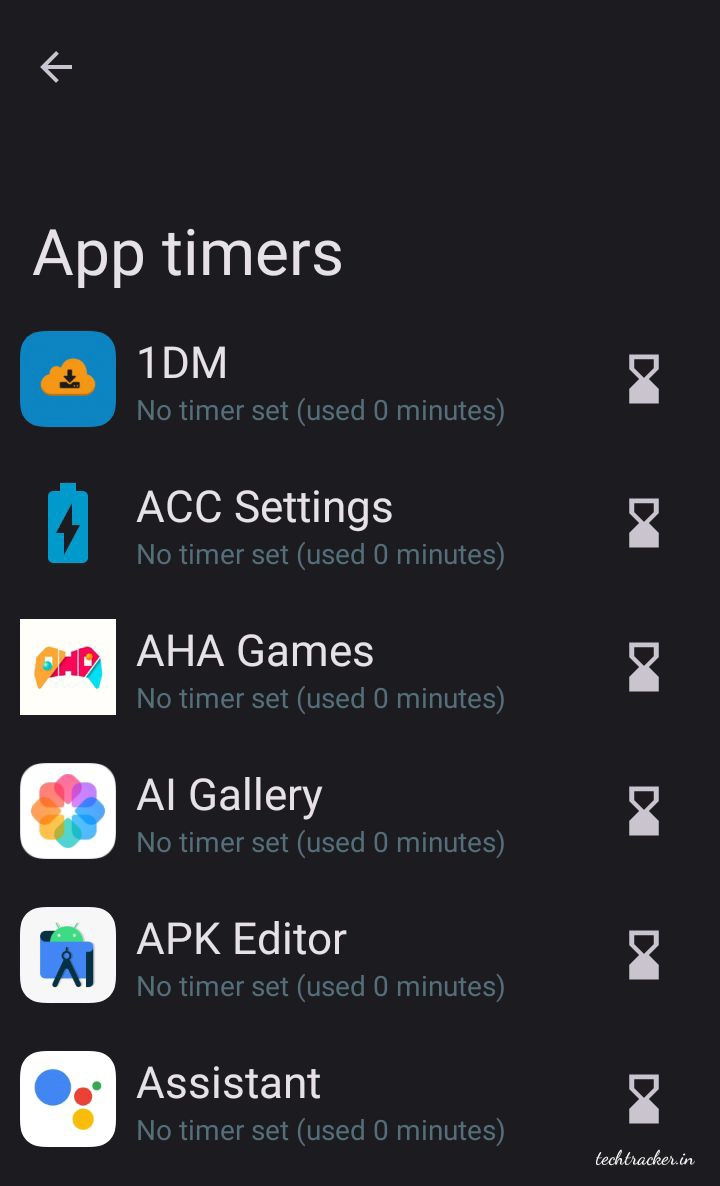 App timers
1DM
No timer set (used 0 minutes)
ACC Settings
No timer set (used 0 minutes)
AHA Games
No timer set (used 0 minutes)
AI Gallery
No timer set (used 0 minutes)
APK Editor
No timer set (used 0 minutes)
Assistant
No timer set (used 0 minutes)
techtracker.in